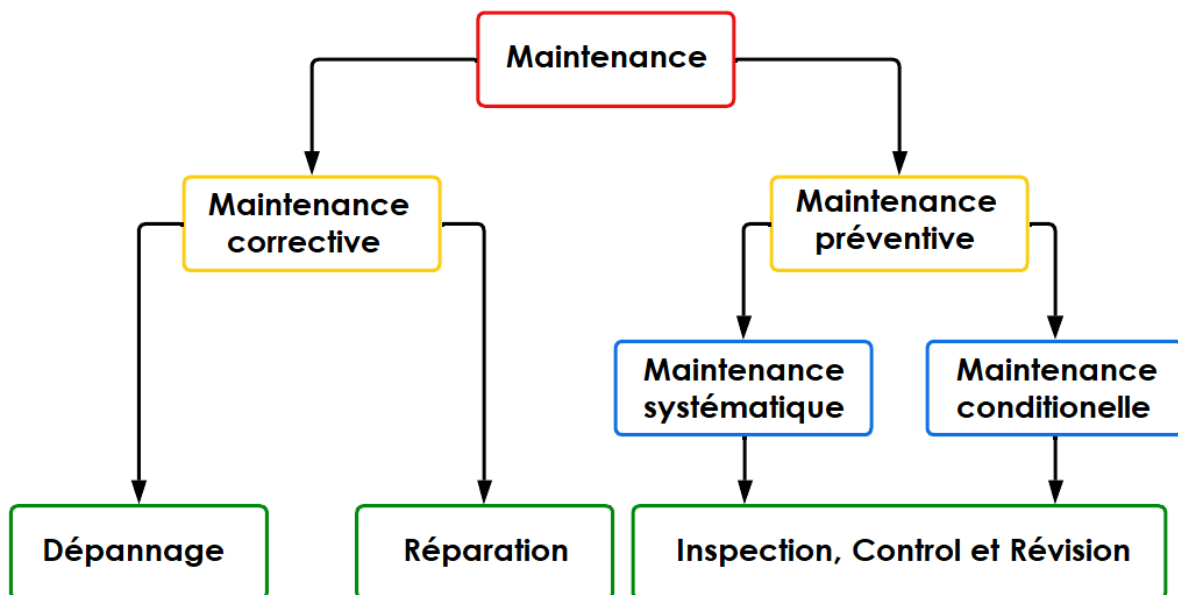 Maintenance
Maintenance
corrective
Maintenance
préventive
Maintenance
systématique
Maintenance
conditionelle
Dépannage
Réparation
Inspection, Control et Révision